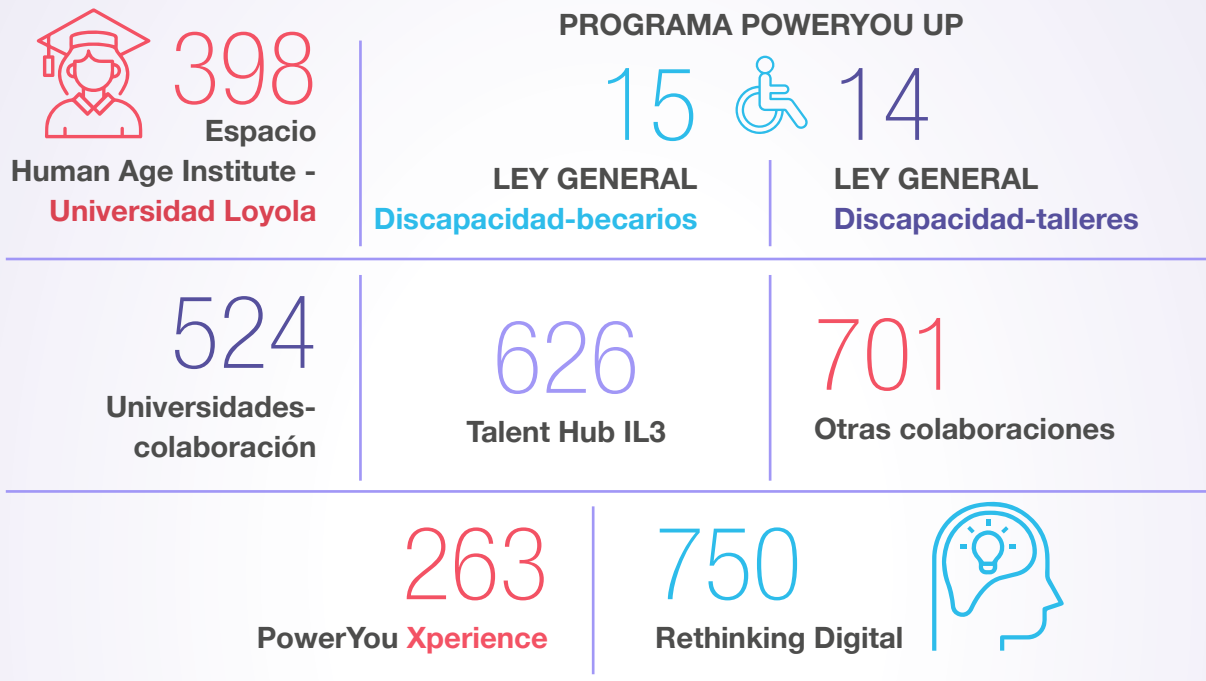 398
Espacio
Human Age Institute -
Universidad Loyola
PROGRAMA POWERYOU UP
15
LEY GENERAL
Discapacidad-becarios
14
LEY GENERAL
Discapacidad-talleres
524
Universidades-
colaboración
626
Talent Hub IL3
701
Otras colaboraciones
263
PowerYou Xperience
750
Rethinking Digital